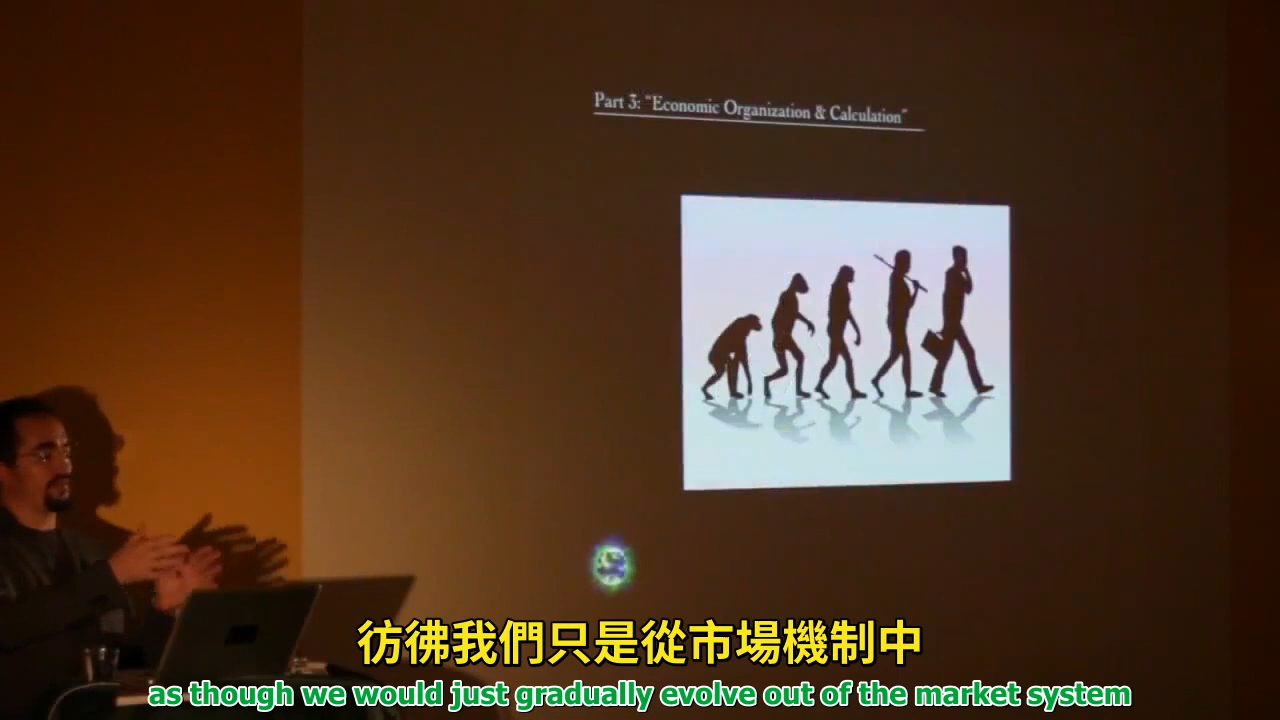 Part 3: "Economic Organization & Calculation"
彷彿我們只是從市場機制中
as though we would just gradually evolve out of the market system